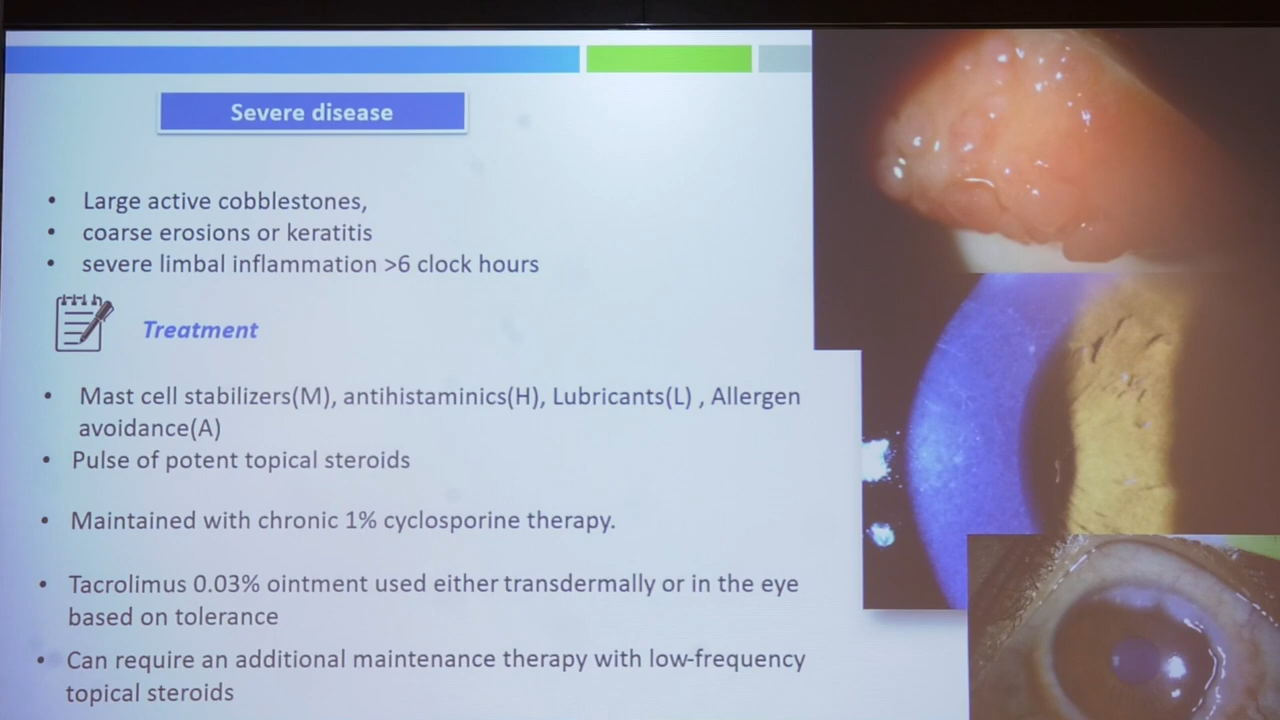 Severe disease
• Large active cobblestones,
• coarse erosions or keratitis
• severe limbal inflammation >6 clock hours
Treatment
• Mast cell stabilizers(M), antihistaminics(H), Lubricants(L) , Allergen
avoidance(A)
• Pulse of potent topical steroids
• Maintained with chronic 1% cyclosporine therapy.
• Tacrolimus 0.03% ointment used either transdermally or in the eye
based on tolerance
• Can require an additional maintenance therapy with low-frequency
topical steroids